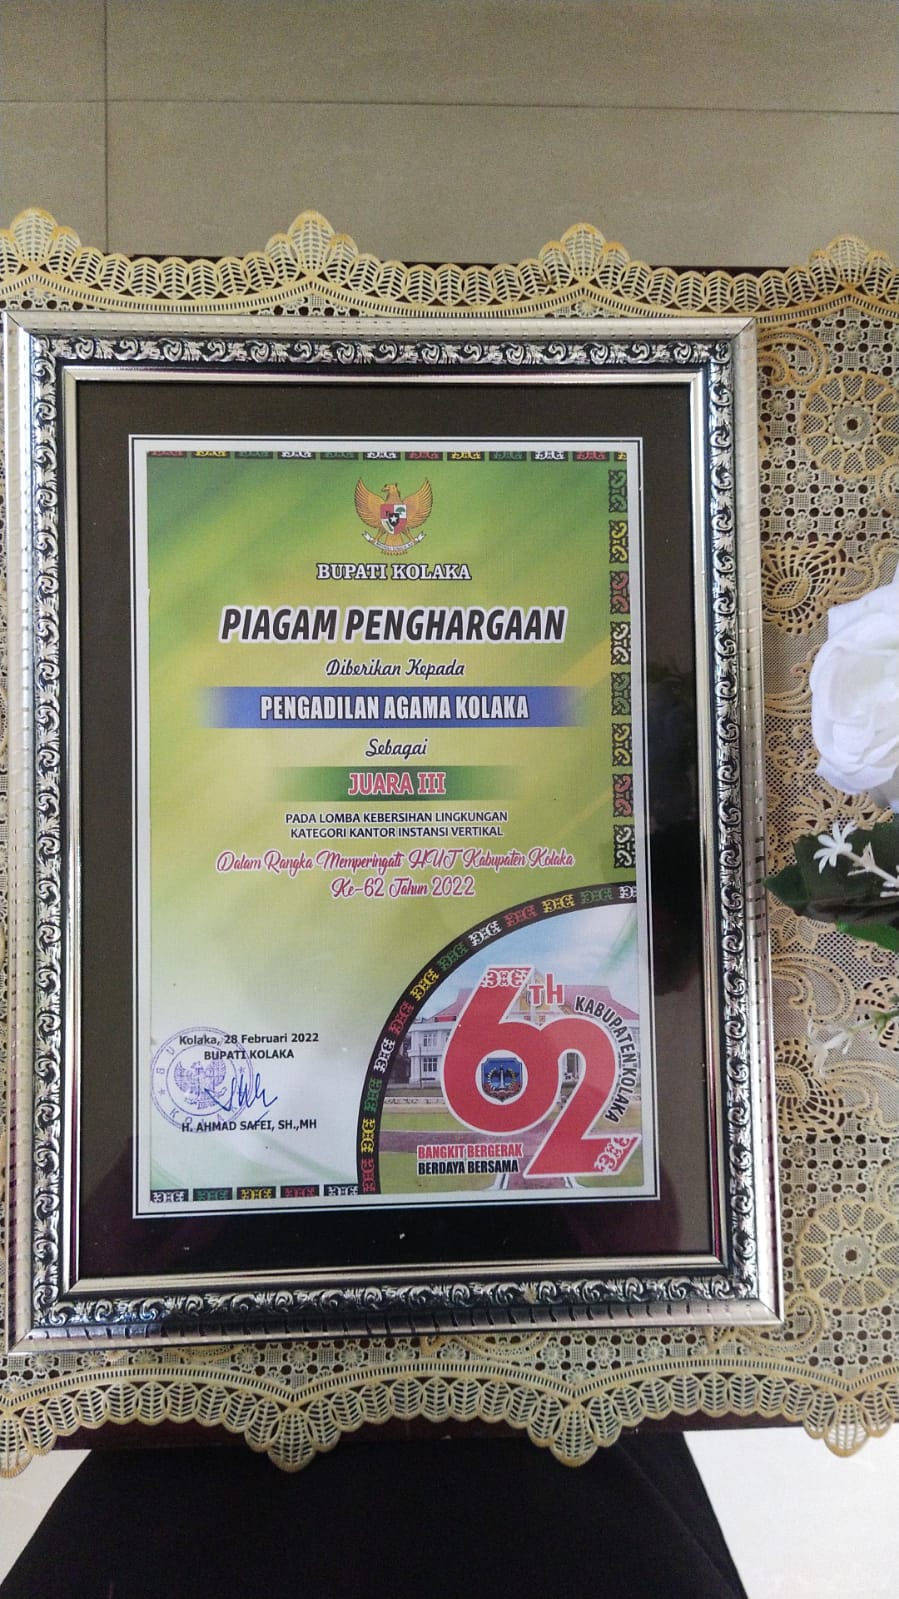 BUPATI KOLAKA
PIAGAM PENGHARGAAN
Diberikan Kepada
PENGADILAN AGAMA KOLAKA
Sebagai
JUARA III
PADA LOMBA KEBERSIHAN LINGKUNGAN
KATEGORI KANTOR INSTANSI VERTIKAL
Dalam Rangka Memperingati HUT Kabupaten Kolaka
Ke-62 Tahun 2022
Kolaka, 28 Februari 2022
BUPATI KOLAKA
H. AHMAD SAFEI, SH.,MH
62 TH
KABUPATEN KOLAKA
BANGKIT BERGERAK
BERDAYA BERSAMA